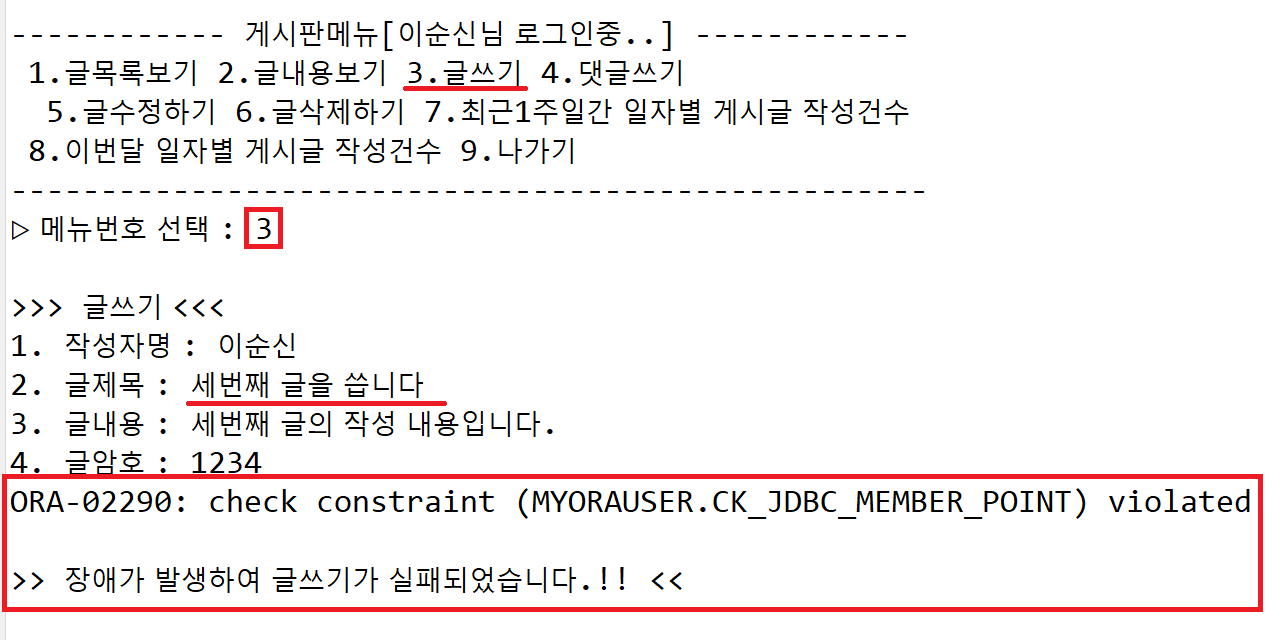 ------------ 게시판메뉴[이순신님 로그인중..] ------------
1.글목록보기 2.글내용보기 3.글쓰기 4.댓글쓰기
5.글수정하기 6.글삭제하기 7.최근1주일간 일자별 게시글 작성건수
8.이번달 일자별 게시글 작성건수 9.나가기
---------------------------------------------------
▷ 메뉴번호 선택 : 3
>>> 글쓰기 <<<
1. 작성자명 : 이순신
2. 글제목 : 세번째 글을 씁니다
3. 글내용 : 세번째 글의 작성 내용입니다.
4. 글암호 : 1234
ORA-02290: check constraint (MYORAUSER.CK_JDBC_MEMBER_POINT) violated
>> 장애가 발생하여 글쓰기가 실패되었습니다.!! <<